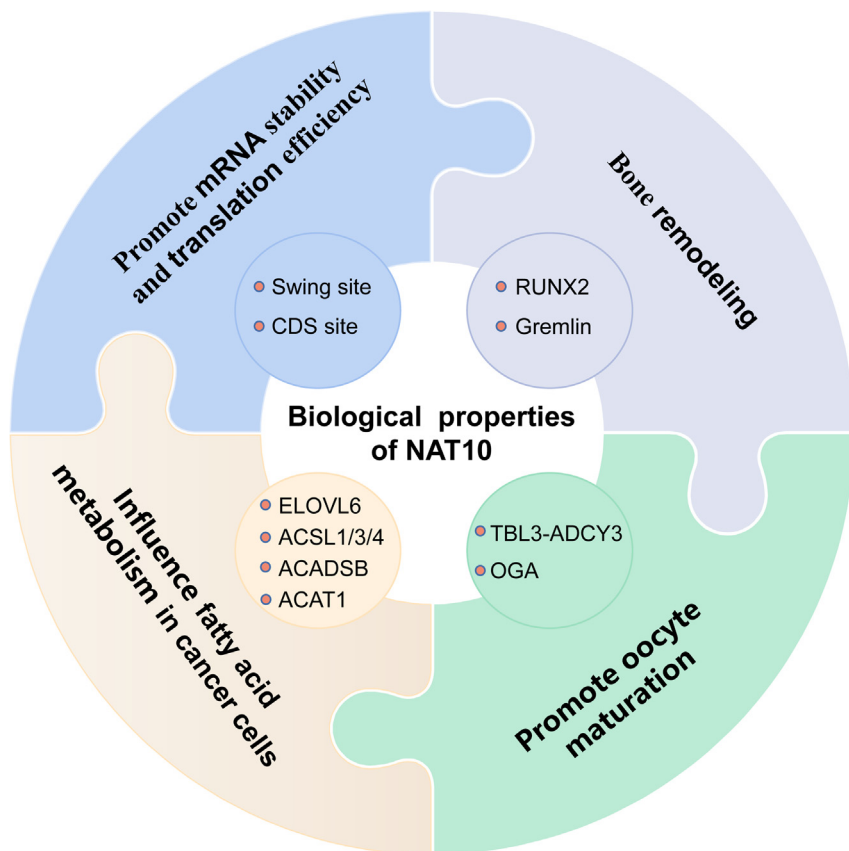 Promote mRNA stability
and translation efficiency
Bone remodeling
Swing site
CDS site
RUNX2
Gremlin
Biological properties
of NAT10
ELOVL6
ACSL1/3/4
ACADSB
ACAT1
TBL3-ADCY3
OGA
Influence fatty acid
metabolism in cancer cells
Promote oocyte
maturation